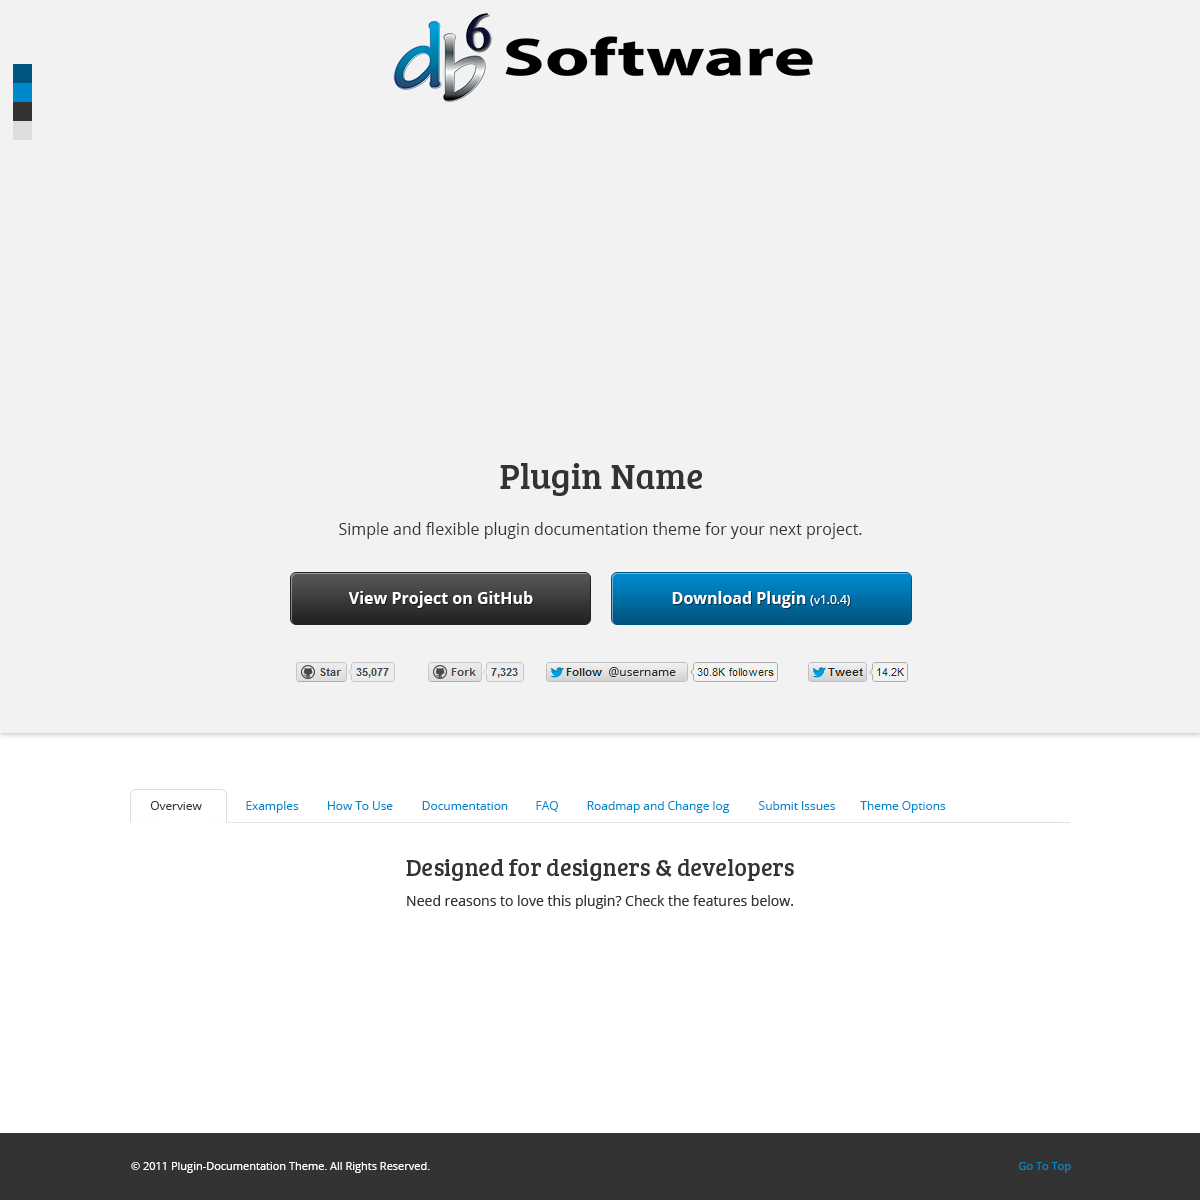 db6 Software
Plugin Name
Simple and flexible plugin documentation theme for your next project.
View Project on GitHub
Download Plugin (v1.0.4)
Star 35,077 Fork 7,323 Follow @username 30.8K followers Tweet 14.2K
Overview Examples How To Use Documentation FAQ Roadmap and Change log Submit Issues Theme Options
Designed for designers & developers
Need reasons to love this plugin? Check the features below.
© 2011 Plugin-Documentation Theme. All Rights Reserved. Go To Top